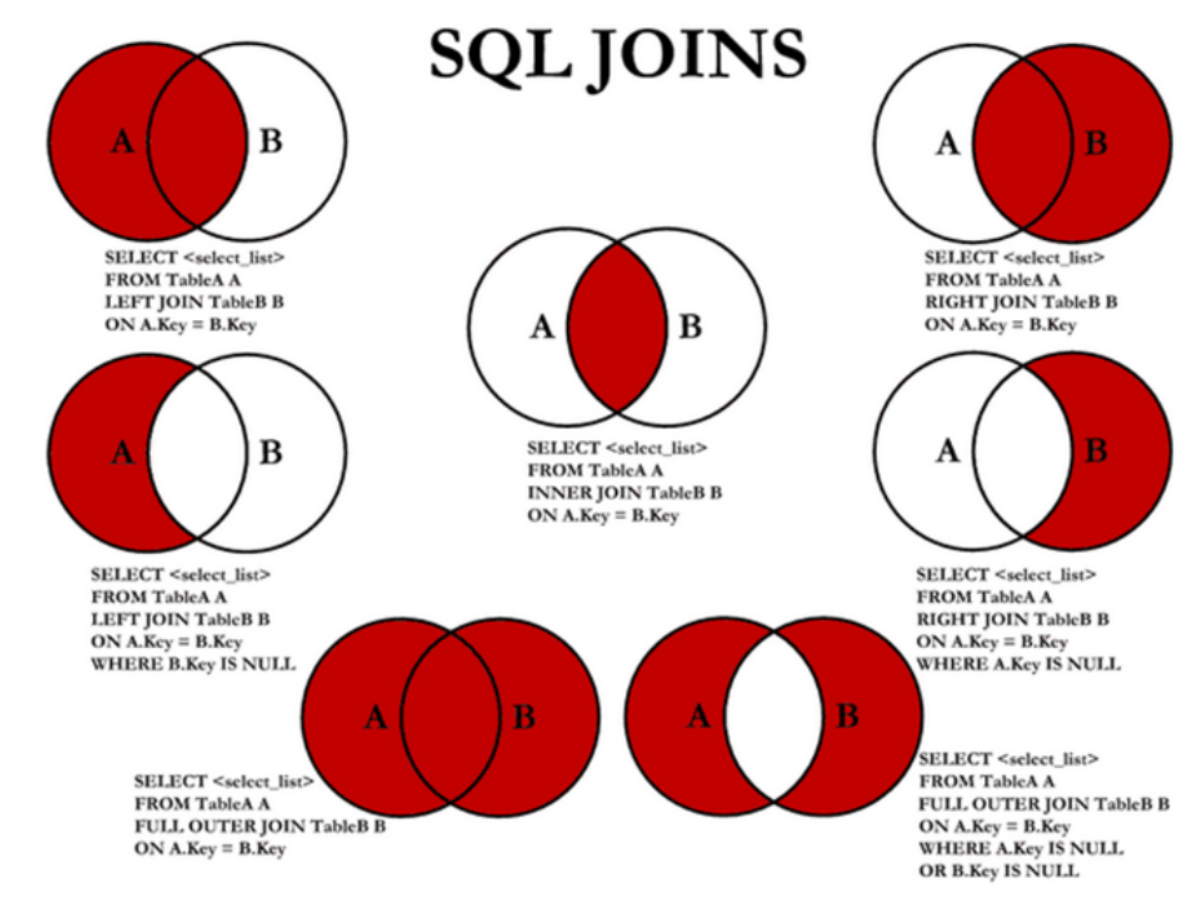 SQL JOINS
A B
SELECT <select_list>
FROM TableA A
LEFT JOIN TableB B
ON A.Key = B.Key
A B
SELECT <select_list>
FROM TableA A
RIGHT JOIN TableB B
ON A.Key = B.Key
A B
SELECT <select_list>
FROM TableA A
INNER JOIN TableB B
ON A.Key = B.Key
A B
SELECT <select_list>
FROM TableA A
LEFT JOIN TableB B
ON A.Key = B.Key
WHERE B.Key IS NULL
A B
SELECT <select_list>
FROM TableA A
RIGHT JOIN TableB B
ON A.Key = B.Key
WHERE A.Key IS NULL
A B
SELECT <select_list>
FROM TableA A
FULL OUTER JOIN TableB B
ON A.Key = B.Key
A B
SELECT <select_list>
FROM TableA A
FULL OUTER JOIN TableB B
ON A.Key = B.Key
WHERE A.Key IS NULL
OR B.Key IS NULL